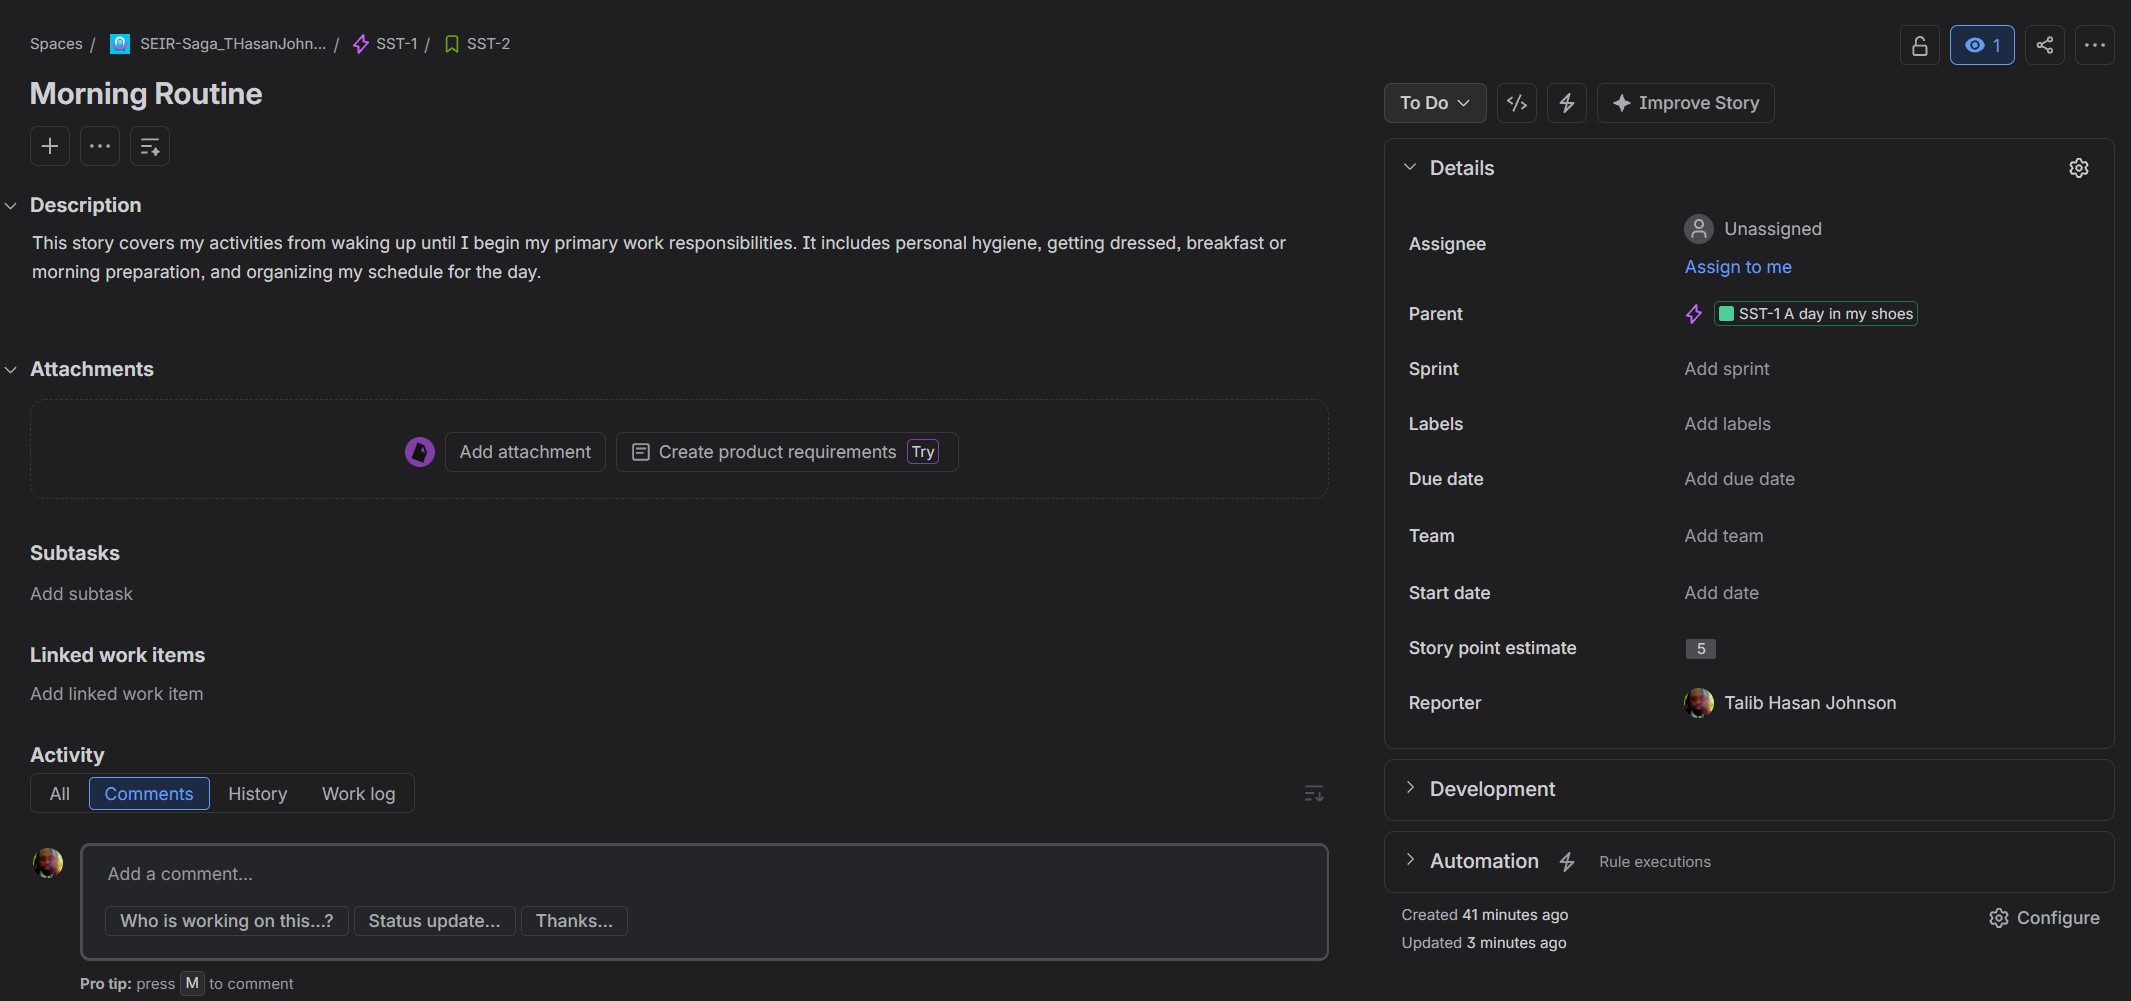 Spaces / SEIR-Saga_THasanJohn... / SST-1 / SST-2
1
Morning Routine
To Do
Improve Story
Description
This story covers my activities from waking up until I begin my primary work responsibilities. It includes personal hygiene, getting dressed, breakfast or
morning preparation, and organizing my schedule for the day.
Attachments
Add attachment
Create product requirements Try
Subtasks
Add subtask
Linked work items
Add linked work item
Activity
All Comments History Work log
Add a comment...
Who is working on this...? Status update... Thanks...
Pro tip: press M to comment
Details
Assignee Unassigned
Assign to me
Parent SST-1 A day in my shoes
Sprint Add sprint
Labels Add labels
Due date Add due date
Team Add team
Start date Add date
Story point estimate 5
Reporter Talib Hasan Johnson
Development
Automation Rule executions
Created 41 minutes ago
Configure
Updated 3 minutes ago